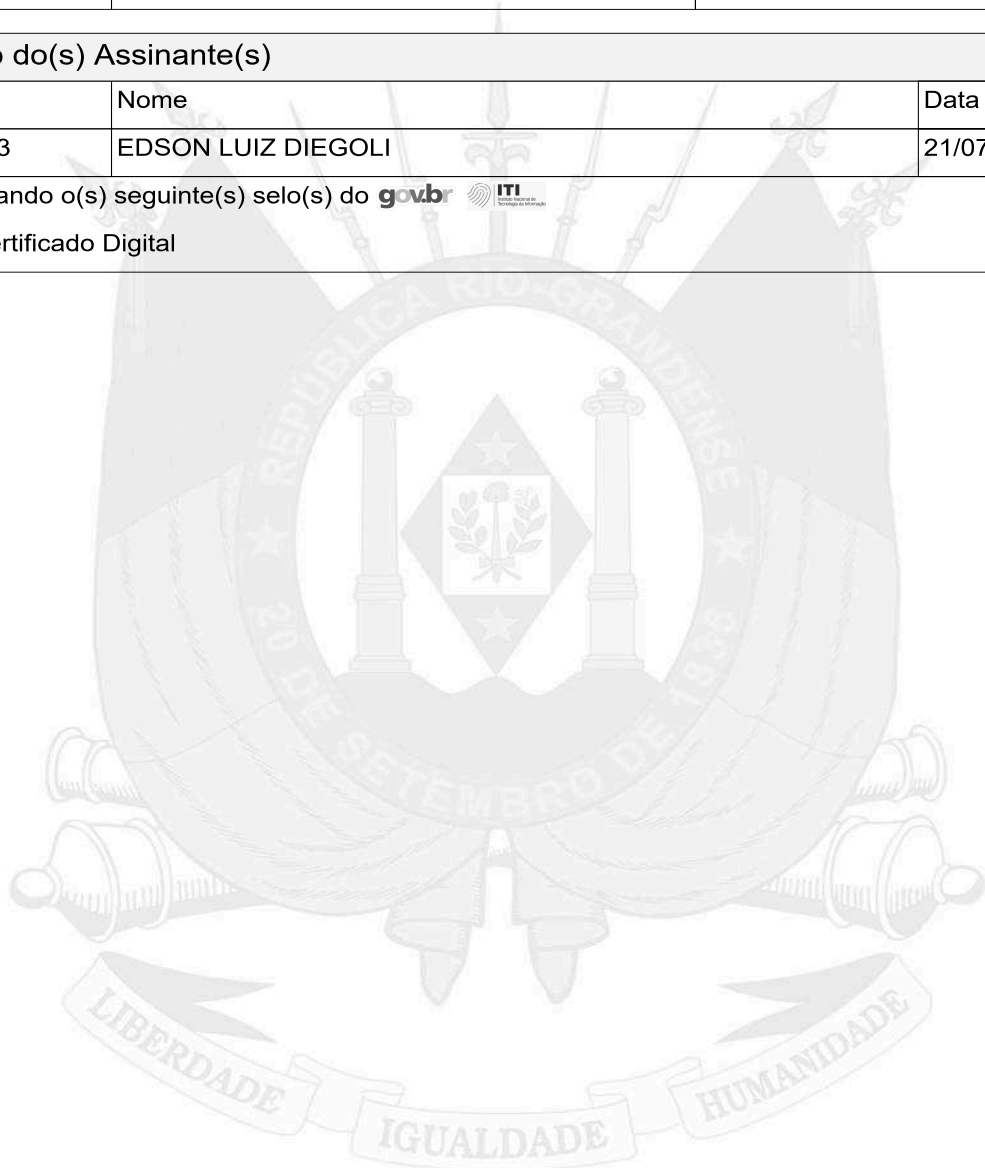 o do(s) Assinante(s)
Nome
Data
3
EDSON LUIZ DIEGOLI
21/07
ando o(s) seguinte(s) selo(s) do gov.br ITI
ertificado Digital
REPÚBLICA RIO-GRANDENSE
20 DE SETEMBRO DE 1835
LIBERDADE
IGUALDADE
HUMANIDADE